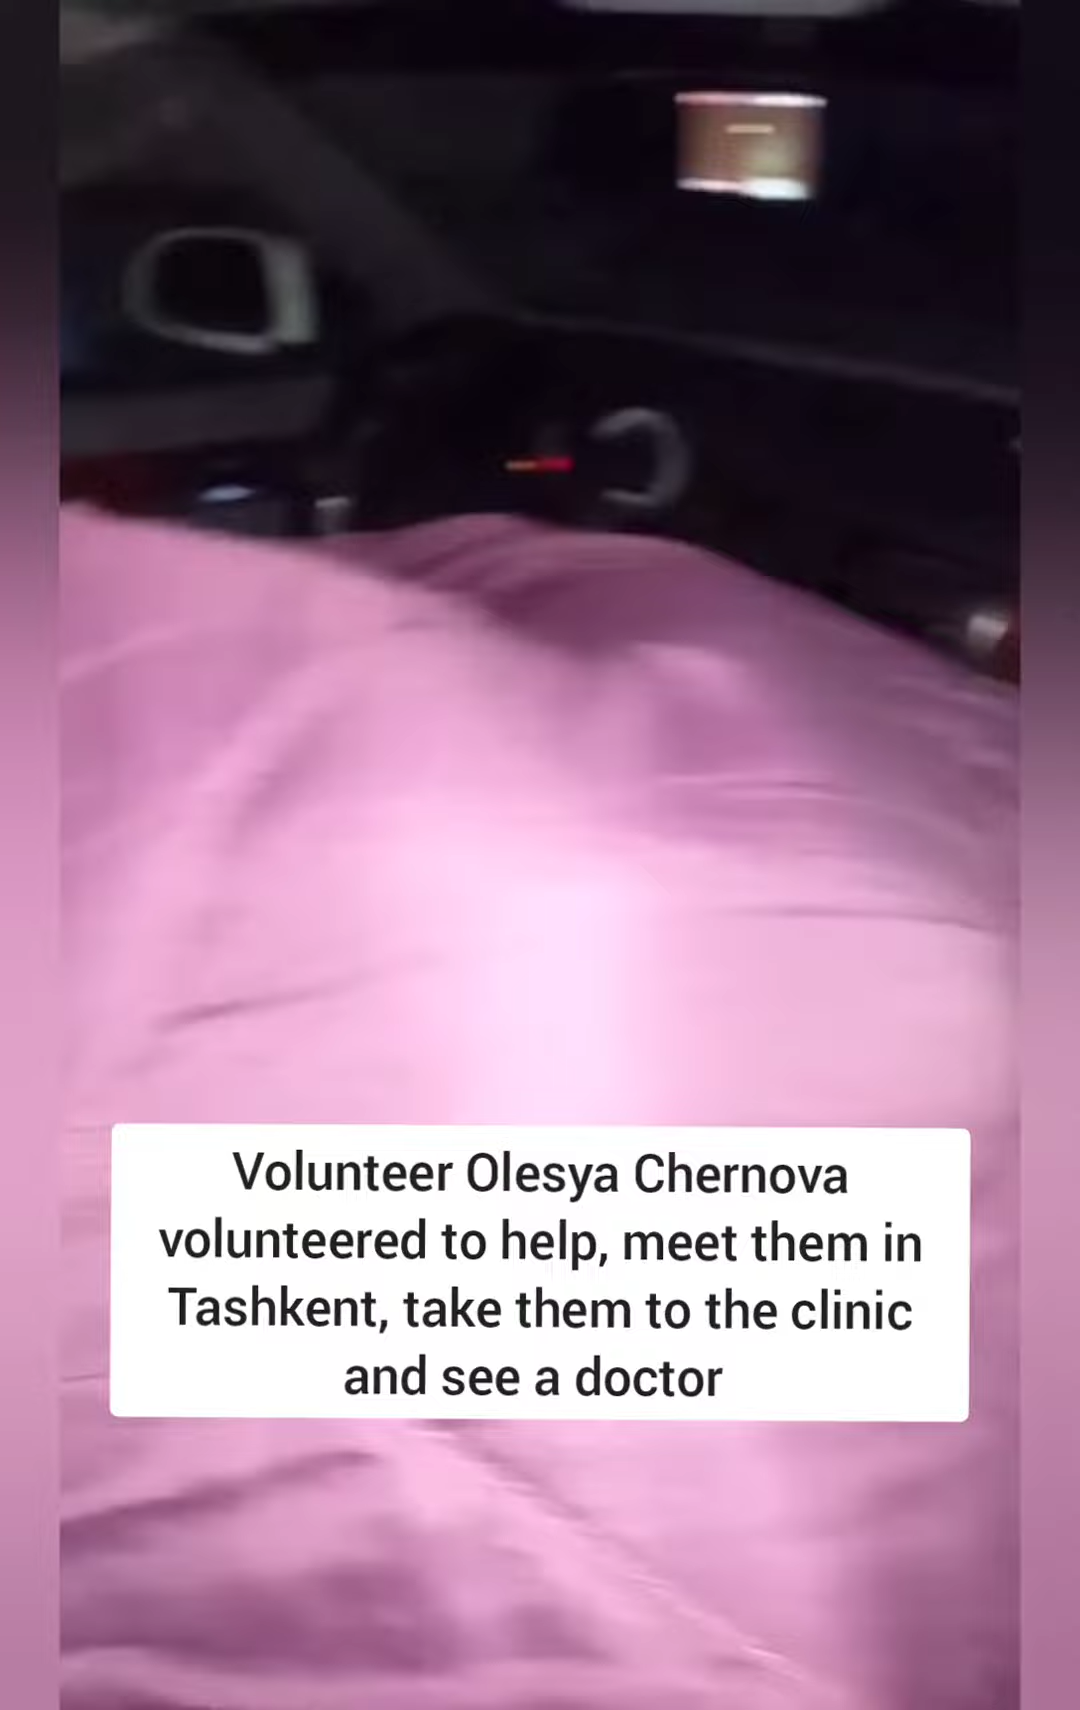 Volunteer Olesya Chernova
volunteered to help, meet them in
Tashkent, take them to the clinic
and see a doctor